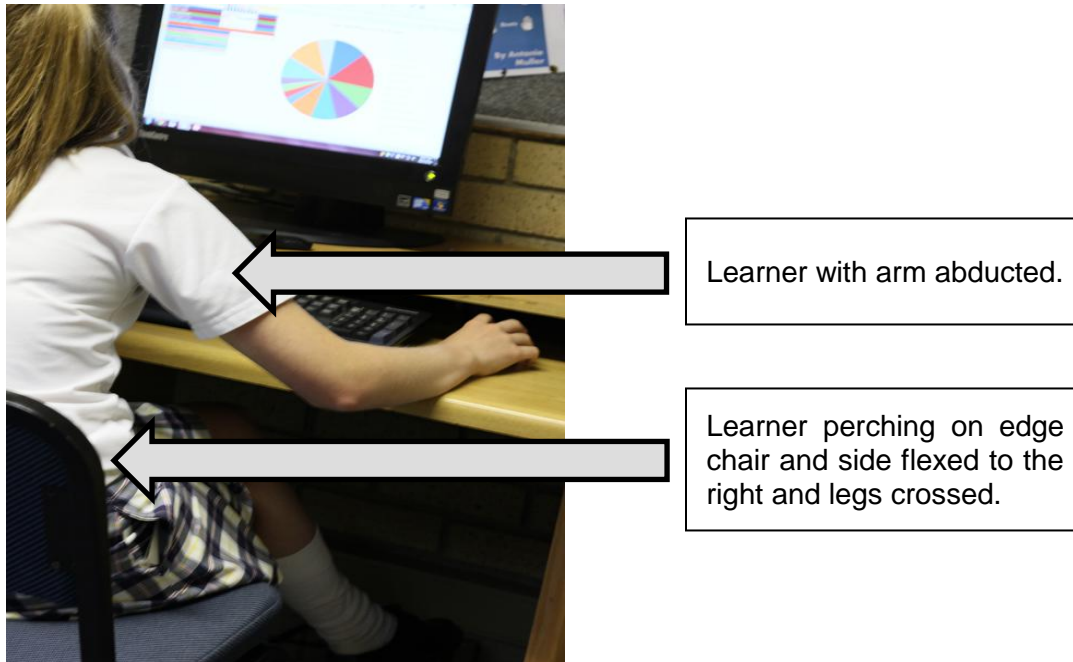 By Antonie
Muller
Learner with arm abducted.
Learner perching on edge
chair and side flexed to the
right and legs crossed.